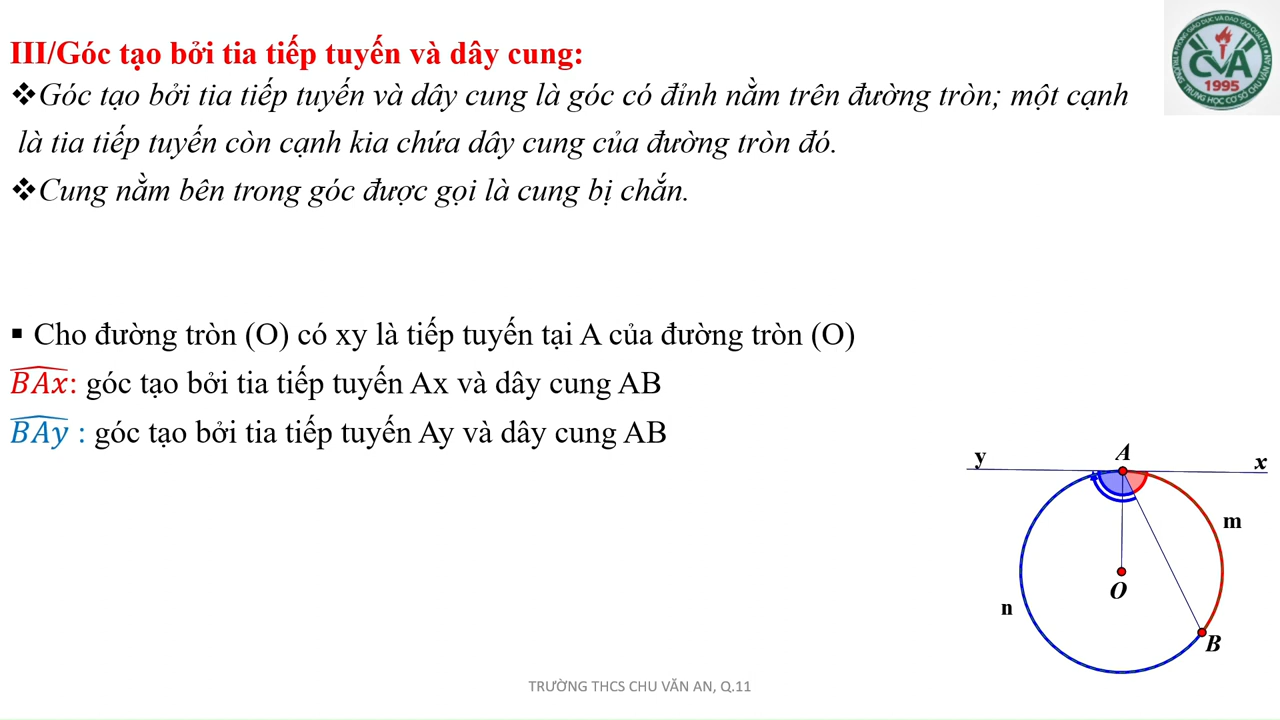 III/Góc tạo bởi tia tiếp tuyến và dây cung:
❖Góc tạo bởi tia tiếp tuyến và dây cung là góc có đỉnh nằm trên đường tròn; một cạnh
là tia tiếp tuyến còn cạnh kia chứa dây cung của đường tròn đó.
❖Cung nằm bên trong góc được gọi là cung bị chắn.
▪ Cho đường tròn (O) có xy là tiếp tuyến tại A của đường tròn (O)
BAx: góc tạo bởi tia tiếp tuyến Ax và dây cung AB
BAy : góc tạo bởi tia tiếp tuyến Ay và dây cung AB
y
A
x
m
O
n
B
TRƯỜNG THCS CHU VĂN AN, Q.11
CVA
1995